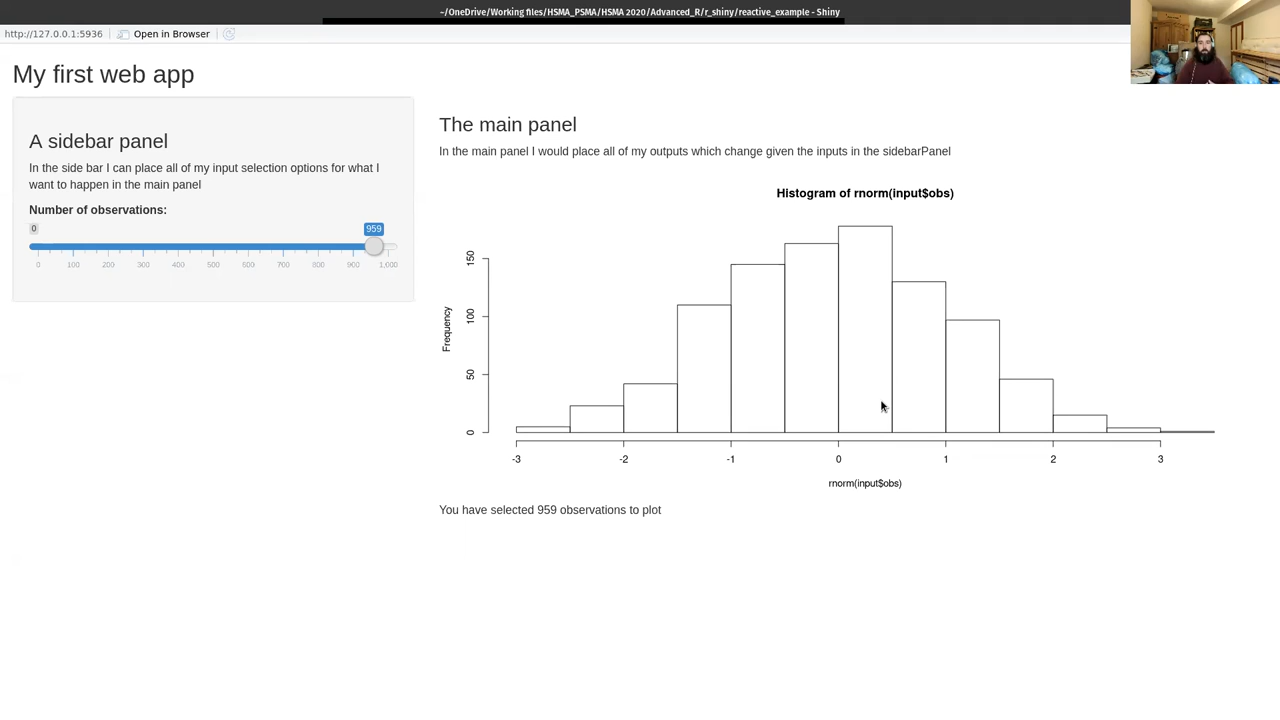 ~/OneDrive/Working files/HSMA_PSMA/HSMA 2020/Advanced_R/r_shiny/reactive_example - Shiny
http://127.0.0.1:5936 Open in Browser
My first web app
A sidebar panel
In the side bar I can place all of my input selection options for what I
want to happen in the main panel
Number of observations:
0 959
0 100 200 300 400 500 600 700 800 900 1,000
The main panel
In the main panel I would place all of my outputs which change given the inputs in the sidebarPanel
Histogram of rnorm(input$obs)
Frequency
150
100
50
0
-3 -2 -1 0 1 2 3
rnorm(input$obs)
You have selected 959 observations to plot